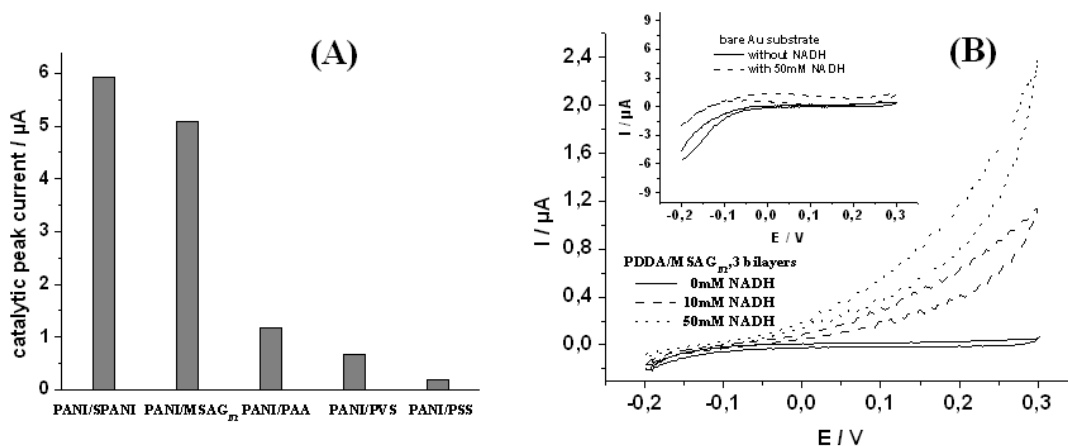 (A)
catalytic peak current / μA
6
5
4
3
2
1
0
PANI/SPANI PANI/MSAG_B2 PANI/PAA PANI/PVS PANI/PSS
(B)
I / μA
2,4
2,0
1,6
1,2
0,8
0,4
0,0
-0,2 -0,1 0,0 0,1 0,2 0,3
E / V
bare Au substrate
without NADH
with 50mM NADH
I / μA
9
6
3
0
-3
-6
-9
-0,2 -0,1 0,0 0,1 0,2 0,3
E / V
PDDA/MSAG_B2, 3 bilayers
0mM NADH
10mM NADH
50mM NADH